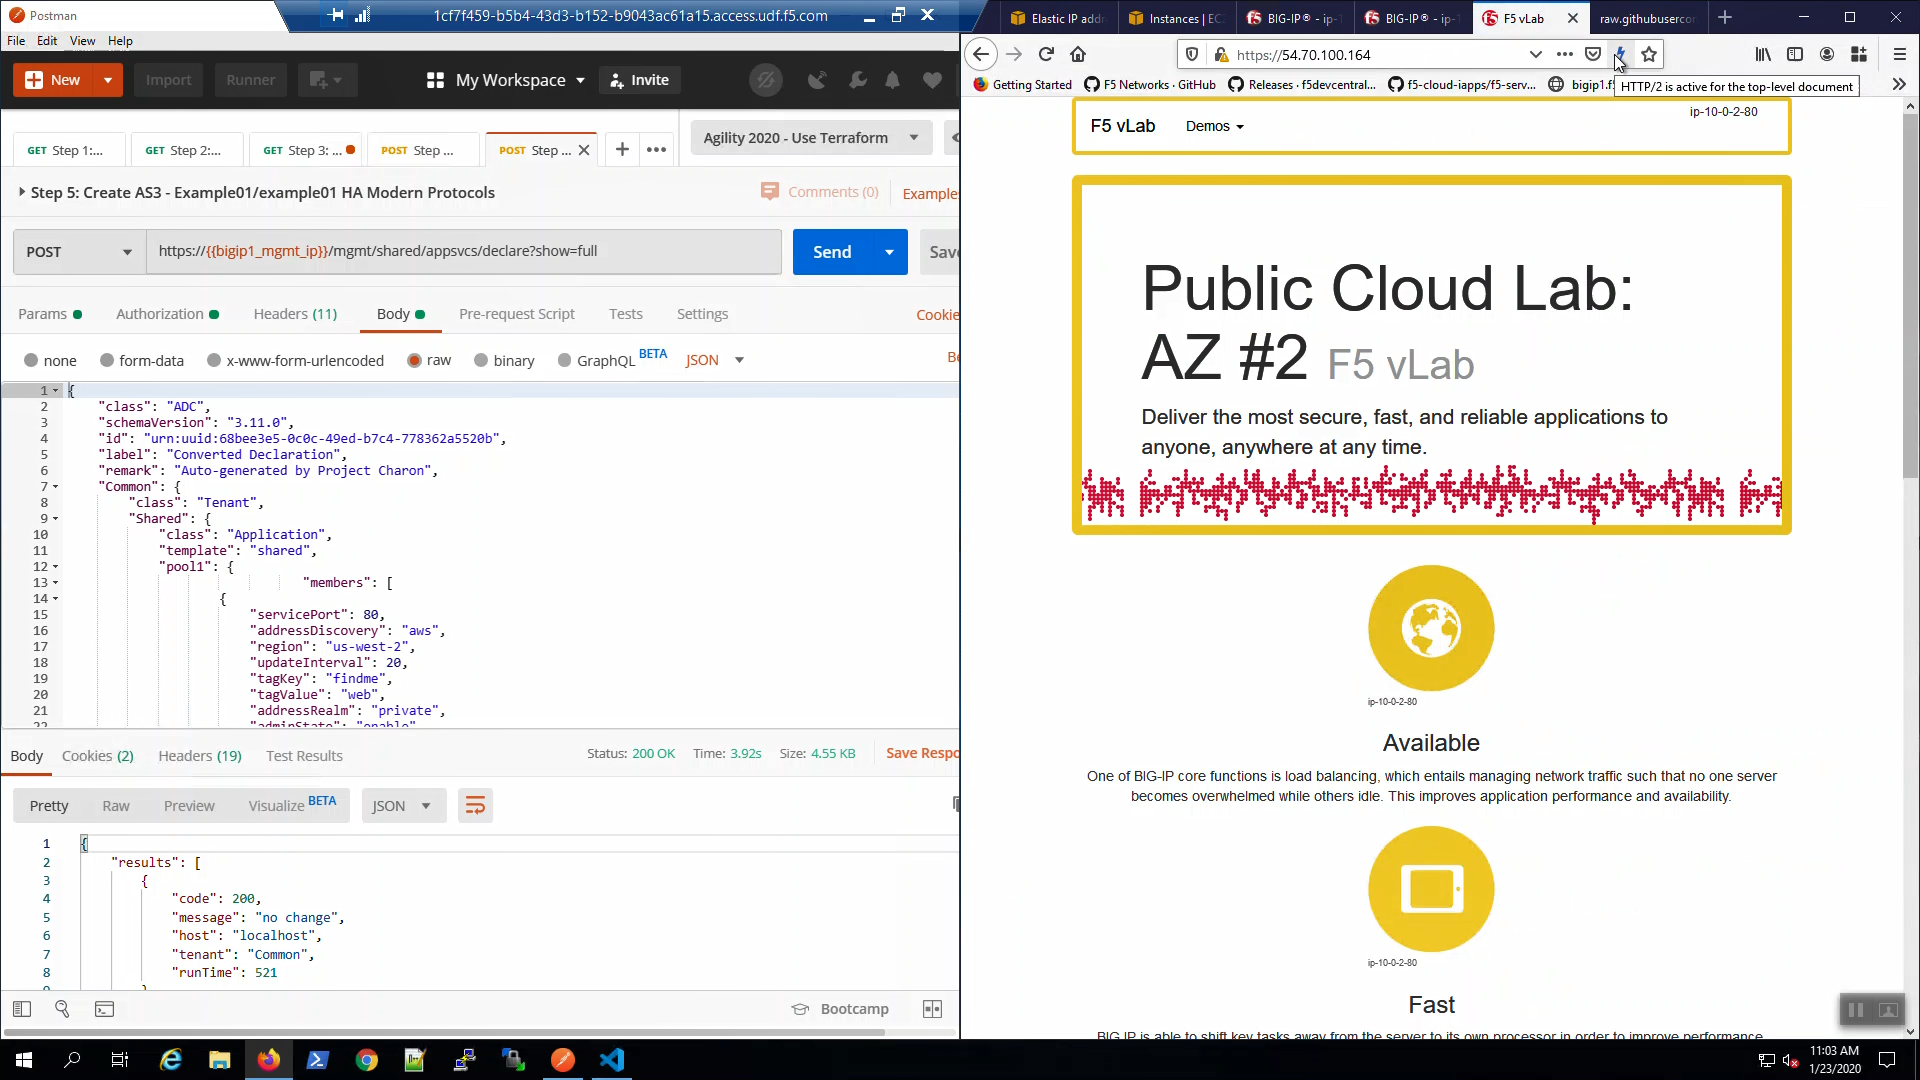 Postman
1cf7f459-b5b4-43d3-b152-b9043ac61a15.access.udf.f5.com
File Edit View Help
New Import Runner My Workspace Invite
GET Step 1:... GET Step 2:... GET Step 3: ... POST Step ... POST Step ...
Agility 2020 - Use Terraform
Step 5: Create AS3 - Example01/example01 HA Modern Protocols
Comments (0)
Examples
POST https://{{bigip1_mgmt_ip}}/mgmt/shared/appsvcs/declare?show=full
Send
Save
Params Authorization Headers (11) Body Pre-request Script Tests Settings
none form-data x-www-form-urlencoded raw binary GraphQL BETA JSON
1 {
2 "class": "ADC",
3 "schemaVersion": "3.11.0",
4 "id": "urn:uuid:68bee3e5-0c0c-49ed-b7c4-778362a5520b",
5 "label": "Converted Declaration",
6 "remark": "Auto-generated by Project Charon",
7 "Common": {
8 "class": "Tenant",
9 "Shared": {
10 "class": "Application",
11 "template": "shared",
12 "pool1": {
13 "members": [
14 {
15 "servicePort": 80,
16 "addressDiscovery": "aws",
17 "region": "us-west-2",
18 "updateInterval": 20,
19 "tagKey": "findme",
20 "tagValue": "web",
21 "addressRealm": "private",
22 "adminState": "enable",
Body Cookies (2) Headers (19) Test Results
Status: 200 OK Time: 3.92s Size: 4.55 KB Save Respo
Pretty Raw Preview Visualize BETA JSON
1 {
2 "results": [
3 {
4 "code": 200,
5 "message": "no change",
6 "host": "localhost",
7 "tenant": "Common",
8 "runTime": 521
Bootcamp
Elastic IP addr Instances | EC BIG-IP® - ip- BIG-IP® - ip- F5 vLab raw.githubuserco
https://54.70.100.164
Getting Started F5 Networks · GitHub Releases · f5devcentral... f5-cloud-iapps/f5-serv... bigip1.f5
HTTP/2 is active for the top-level document
F5 vLab Demos
ip-10-0-2-80
Public Cloud Lab:
AZ #2 F5 vLab
Deliver the most secure, fast, and reliable applications to
anyone, anywhere at any time.
ip-10-0-2-80
Available
One of BIG-IP core functions is load balancing, which entails managing network traffic such that no one server
becomes overwhelmed while others idle. This improves application performance and availability.
ip-10-0-2-80
Fast
BIG IP is able to shift key tasks away from the server to its own processor in order to improve performance
11:03 AM
1/23/2020